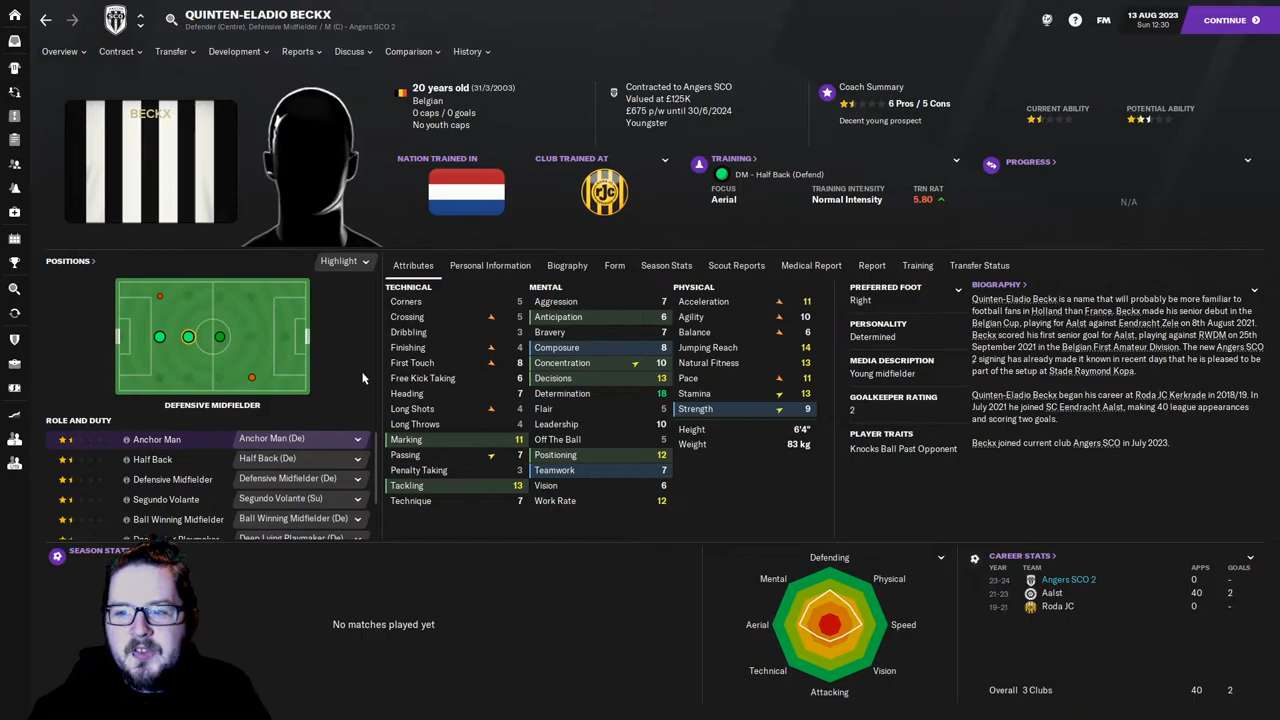 QUINTEN-ELADIO BECKX
Defender (Centre), Defensive Midfielder / M (C) - Angers SCO 2
FM
13 AUG 2023
Sun 12:30
CONTINUE
Overview
Contract
Transfer
Development
Reports
Discuss
Comparison
History
BECKX
20 years old (31/3/2003)
Belgian
0 caps / 0 goals
No youth caps
Contracted to Angers SCO
Valued at £125K
£675 p/w until 30/6/2024
Youngster
Coach Summary
6 Pros / 5 Cons
Decent young prospect
CURRENT ABILITY
POTENTIAL ABILITY
NATION TRAINED IN
CLUB TRAINED AT
TRAINING
DM - Half Back (Defend)
FOCUS
Aerial
TRAINING INTENSITY
Normal Intensity
TRN RAT
5.80
PROGRESS
N/A
POSITIONS
Highlight
DEFENSIVE MIDFIELDER
ROLE AND DUTY
Anchor Man Anchor Man (De)
Half Back Half Back (De)
Defensive Midfielder Defensive Midfielder (De)
Segundo Volante Segundo Volante (Su)
Ball Winning Midfielder Ball Winning Midfielder (De)
Attributes
Personal Information
Biography
Form
Season Stats
Scout Reports
Medical Report
Report
Training
Transfer Status
TECHNICAL
Corners 5
Crossing 5
Dribbling 3
Finishing 4
First Touch 8
Free Kick Taking 6
Heading 7
Long Shots 4
Long Throws 4
Marking 11
Passing 7
Penalty Taking 3
Tackling 13
Technique 7
MENTAL
Aggression 7
Anticipation 6
Bravery 7
Composure 8
Concentration 10
Decisions 13
Determination 18
Flair 5
Leadership 10
Off The Ball 5
Positioning 12
Teamwork 7
Vision 6
Work Rate 12
PHYSICAL
Acceleration 11
Agility 10
Balance 6
Jumping Reach 14
Natural Fitness 13
Pace 11
Stamina 13
Strength 9
Height 6'4"
Weight 83 kg
PREFERRED FOOT
Right
PERSONALITY
Determined
MEDIA DESCRIPTION
Young midfielder
GOALKEEPER RATING
2
PLAYER TRAITS
Knocks Ball Past Opponent
BIOGRAPHY
Quinten-Eladio Beckx is a name that will probably be more familiar to
football fans in Holland than France. Beckx made his senior debut in the
Belgian Cup, playing for Aalst against Eendracht Zele on 8th August 2021.
Beckx scored his first senior goal for Aalst, playing against RWDM on 25th
September 2021 in the Belgian First Amateur Division. The new Angers SCO
2 signing has already made it known in recent days that he is pleased to be
part of the setup at Stade Raymond Kopa.
Quinten-Eladio Beckx began his career at Roda JC Kerkrade in 2018/19. In
July 2021 he joined SC Eendracht Aalst, making 40 league appearances
and scoring two goals.
Beckx joined current club Angers SCO in July 2023.
SEASON STATS
No matches played yet
Defending
Physical
Speed
Vision
Attacking
Technical
Aerial
Mental
CAREER STATS
YEAR TEAM APPS GOALS
23-24 Angers SCO 2 0 -
21-23 Aalst 40 2
19-21 Roda JC 0 -
Overall 3 Clubs 40 2